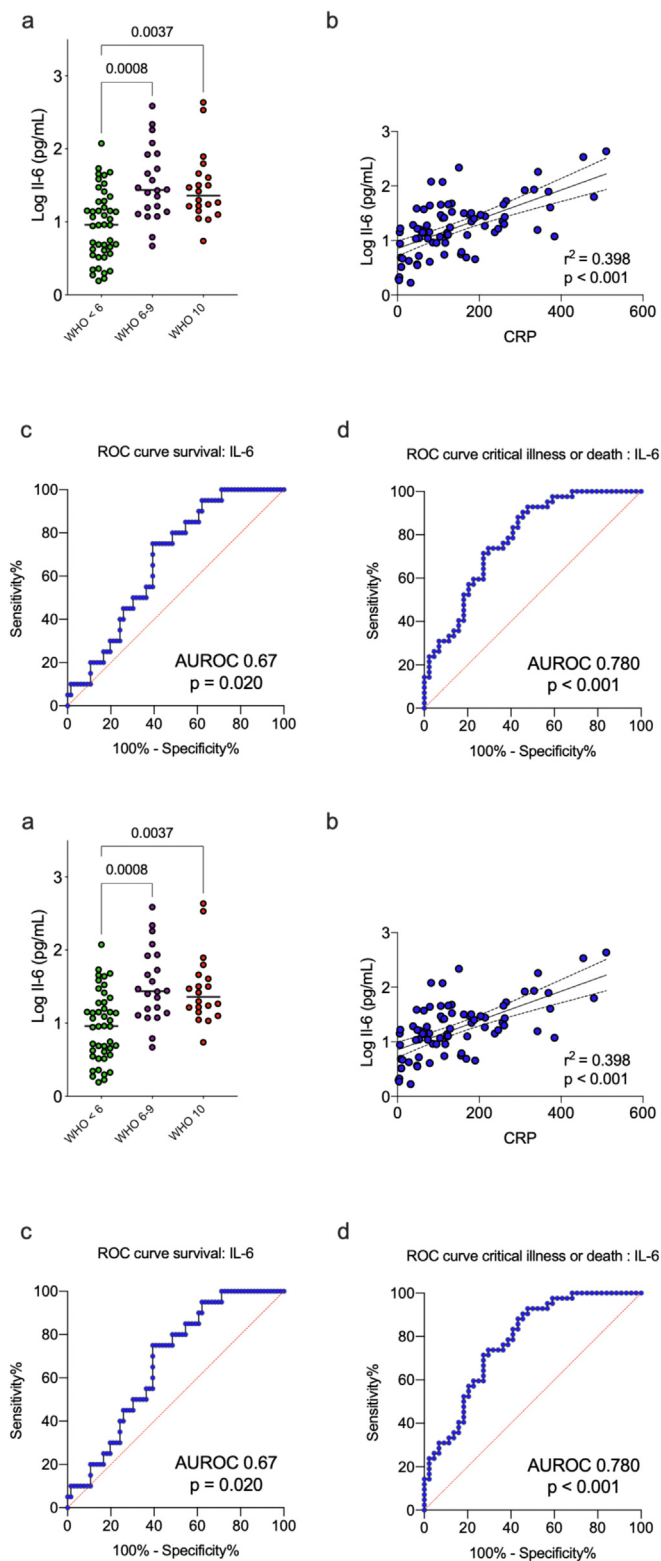 a
0.0037
0.0008
Log Il-6 (pg/mL)
3
2
1
0
WHO < 6
WHO 6-9
WHO 10
b
Log Il-6 (pg/mL)
3
2
1
0
r² = 0.398
p < 0.001
0
200
400
600
CRP
c
ROC curve survival: IL-6
Sensitivity%
100
80
60
40
20
0
AUROC 0.67
p = 0.020
0
20
40
60
80
100
100% - Specificity%
d
ROC curve critical illness or death : IL-6
Sensitivity%
100
80
60
40
20
0
AUROC 0.780
p < 0.001
0
20
40
60
80
100
100% - Specificity%
a
0.0037
0.0008
Log Il-6 (pg/mL)
3
2
1
0
WHO < 6
WHO 6-9
WHO 10
b
Log Il-6 (pg/mL)
3
2
1
0
r² = 0.398
p < 0.001
0
200
400
600
CRP
c
ROC curve survival: IL-6
Sensitivity%
100
80
60
40
20
0
AUROC 0.67
p = 0.020
0
20
40
60
80
100
100% - Specificity%
d
ROC curve critical illness or death : IL-6
Sensitivity%
100
80
60
40
20
0
AUROC 0.780
p < 0.001
0
20
40
60
80
100
100% - Specificity%